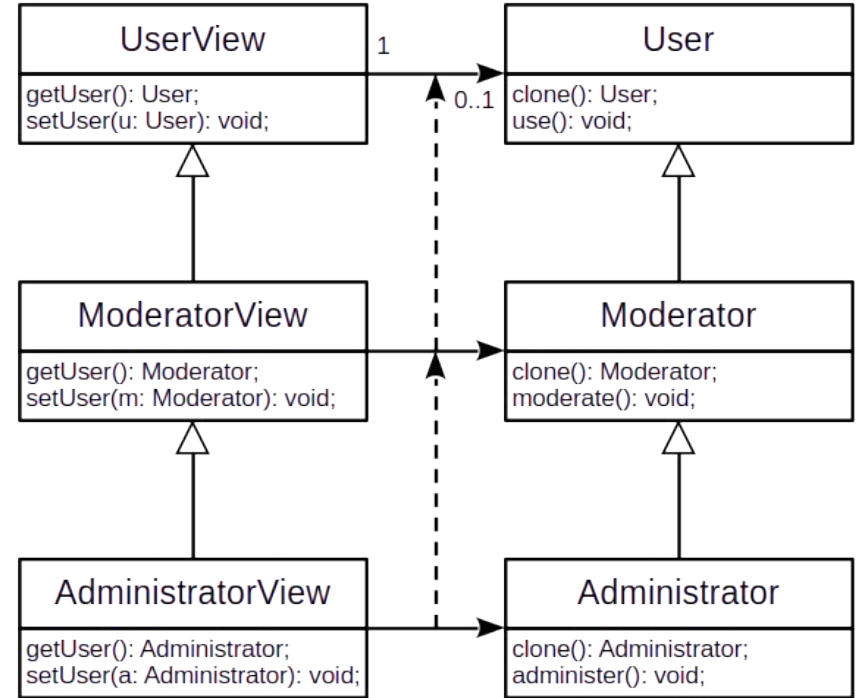 UserView
getUser(): User;
setUser(u: User): void;
1
0..1
User
clone(): User;
use(): void;
ModeratorView
getUser(): Moderator;
setUser(m: Moderator): void;
Moderator
clone(): Moderator;
moderate(): void;
AdministratorView
getUser(): Administrator;
setUser(a: Administrator): void;
Administrator
clone(): Administrator;
administer(): void;